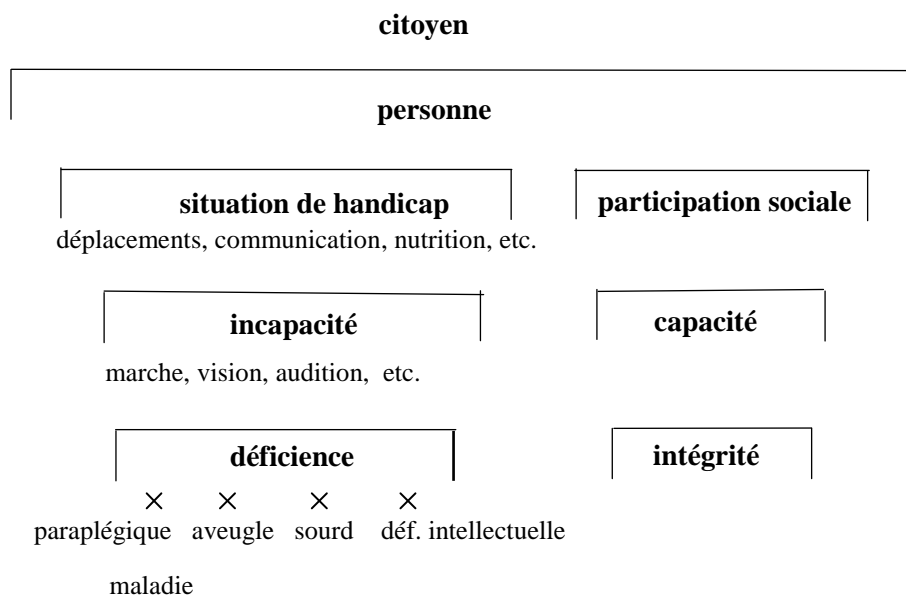 citoyen
personne
situation de handicap participation sociale
déplacements, communication, nutrition, etc.
incapacité capacité
marche, vision, audition, etc.
déficience intégrité
× × × ×
paraplégique aveugle sourd déf. intellectuelle
maladie